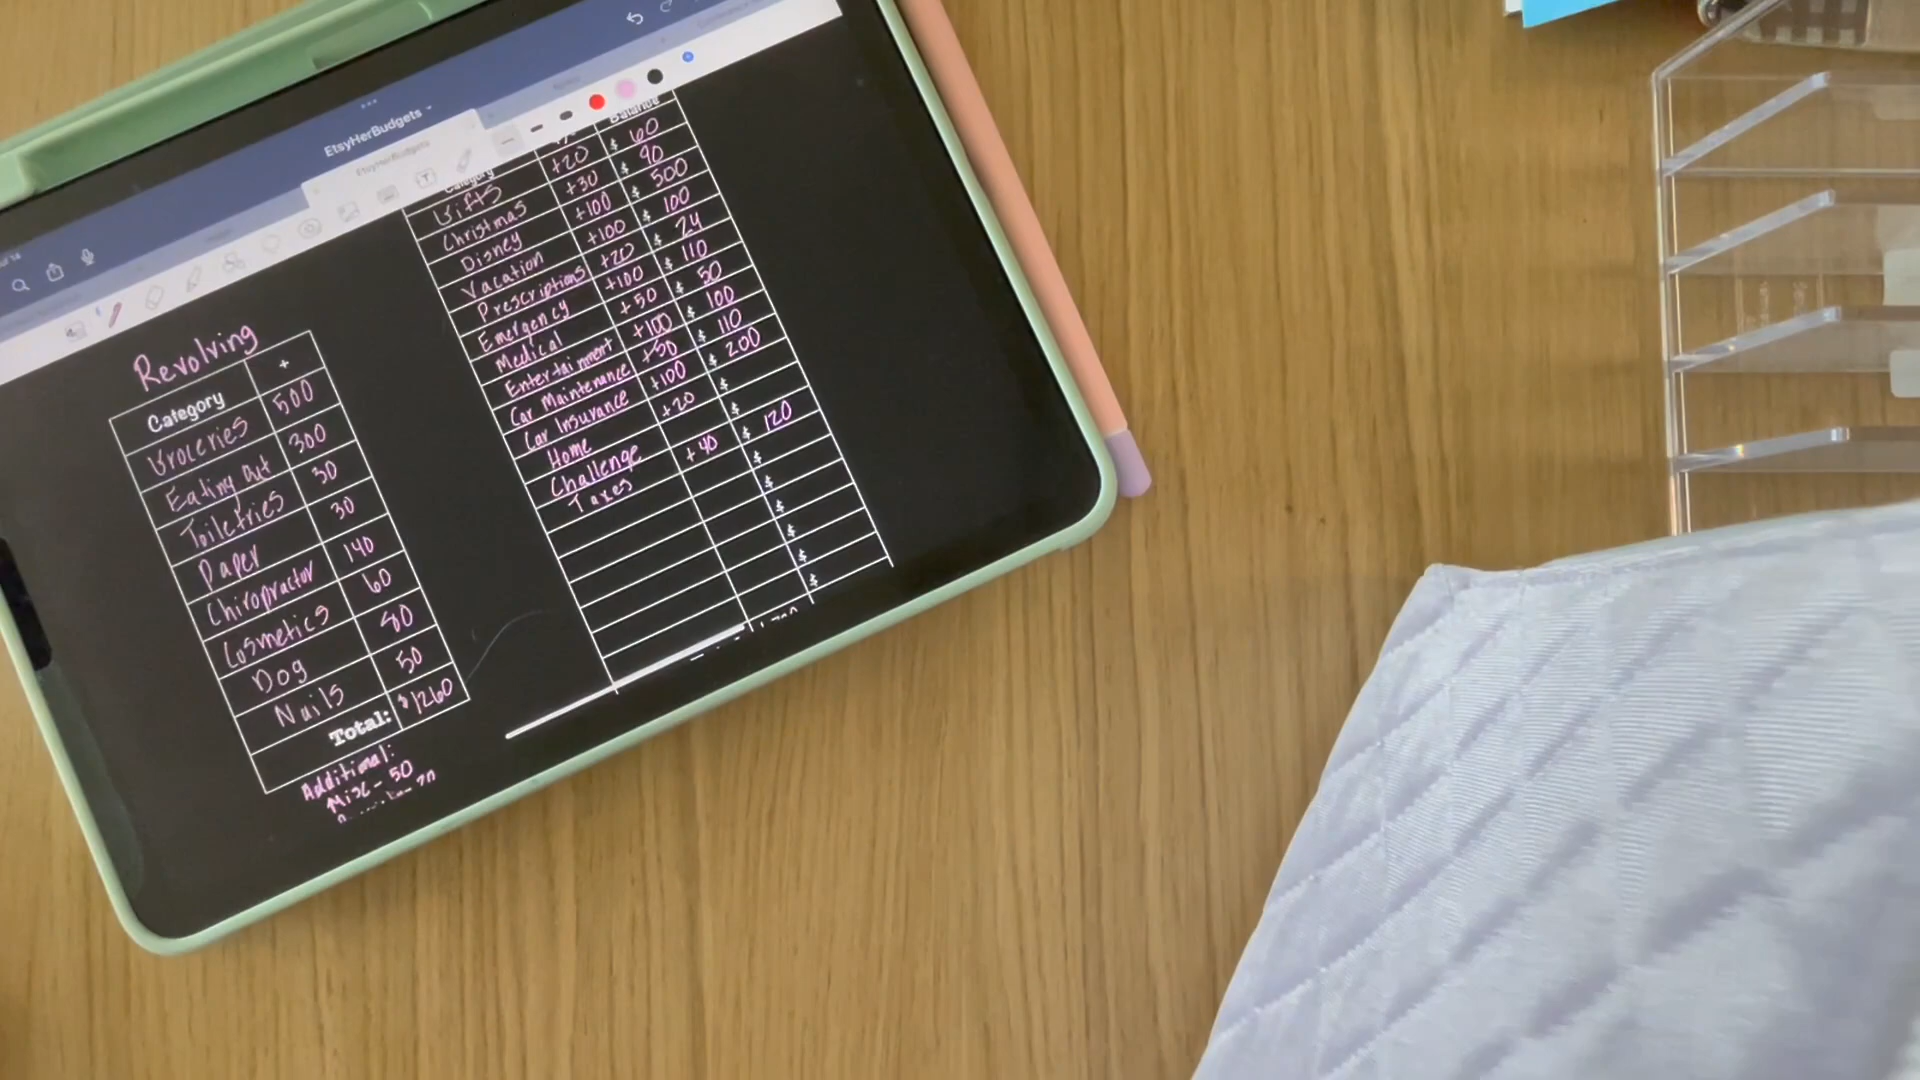 EtsyHerBudgets
EtsyHerBudgets
Revolving
Category +
Groceries 500
Eating out 300
Toiletries 30
Paper 30
Chiropractor 140
Cosmetics 60
Dog 80
Nails 50
Total: $1260
Additional:
Misc - 50
Category Balance
Gifts +20 $ 60
Christmas +30 $ 90
Disney +100 $ 500
Vacation +100 $ 100
Prescriptions +20 $ 24
Emergency +100 $ 110
Medical +50 $ 50
Entertainment +100 $ 100
Car Maintenance +50 $ 110
Car Insurance +100 $ 200
Home +20 $
Challenge $
Taxes +40 $ 120
$
$
$
$
$
$